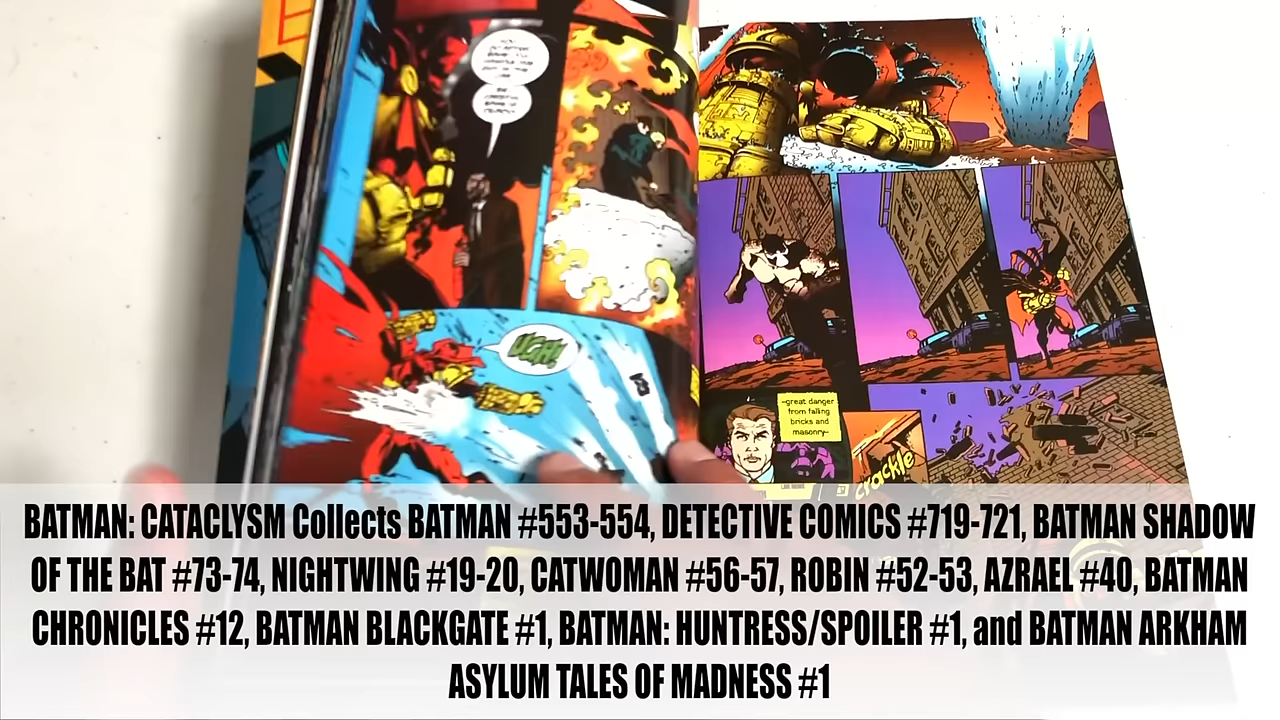 UGH!
–great danger
from falling
bricks and
masonry–
crackle
BATMAN: CATACLYSM Collects BATMAN #553-554, DETECTIVE COMICS #719-721, BATMAN SHADOW
OF THE BAT #73-74, NIGHTWING #19-20, CATWOMAN #56-57, ROBIN #52-53, AZRAEL #40, BATMAN
CHRONICLES #12, BATMAN BLACKGATE #1, BATMAN: HUNTRESS/SPOILER #1, and BATMAN ARKHAM
ASYLUM TALES OF MADNESS #1